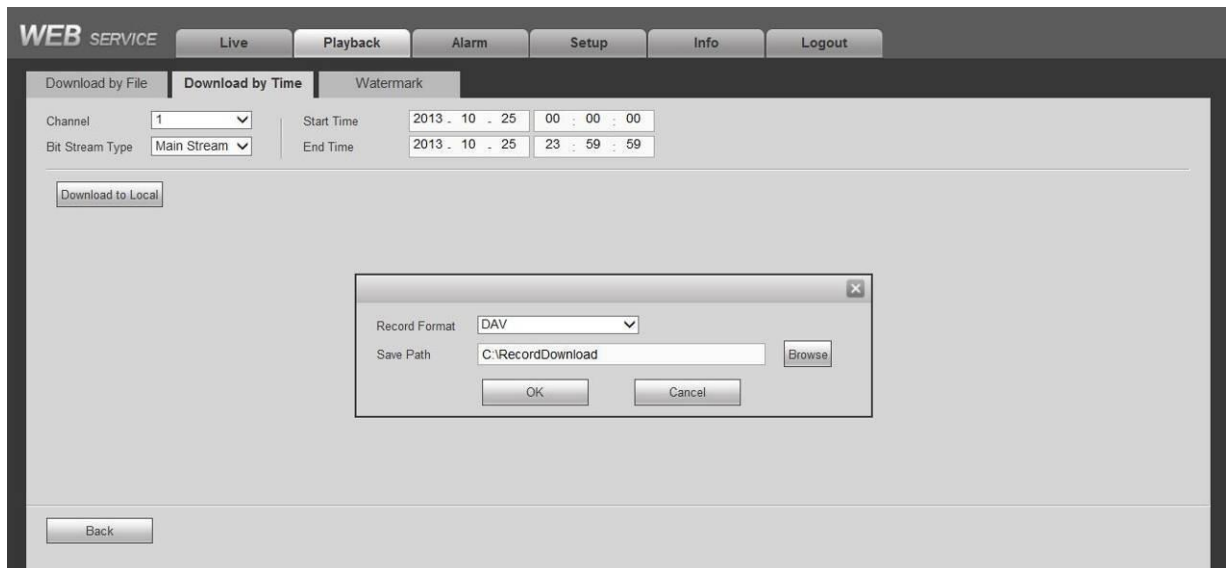 WEB SERVICE Live Playback Alarm Setup Info Logout
Download by File Download by Time Watermark
Channel 1 Start Time 2013 - 10 - 25 00 : 00 : 00
Bit Stream Type Main Stream End Time 2013 - 10 - 25 23 : 59 : 59
Download to Local
Record Format DAV
Save Path C:\RecordDownload Browse
OK Cancel
Back